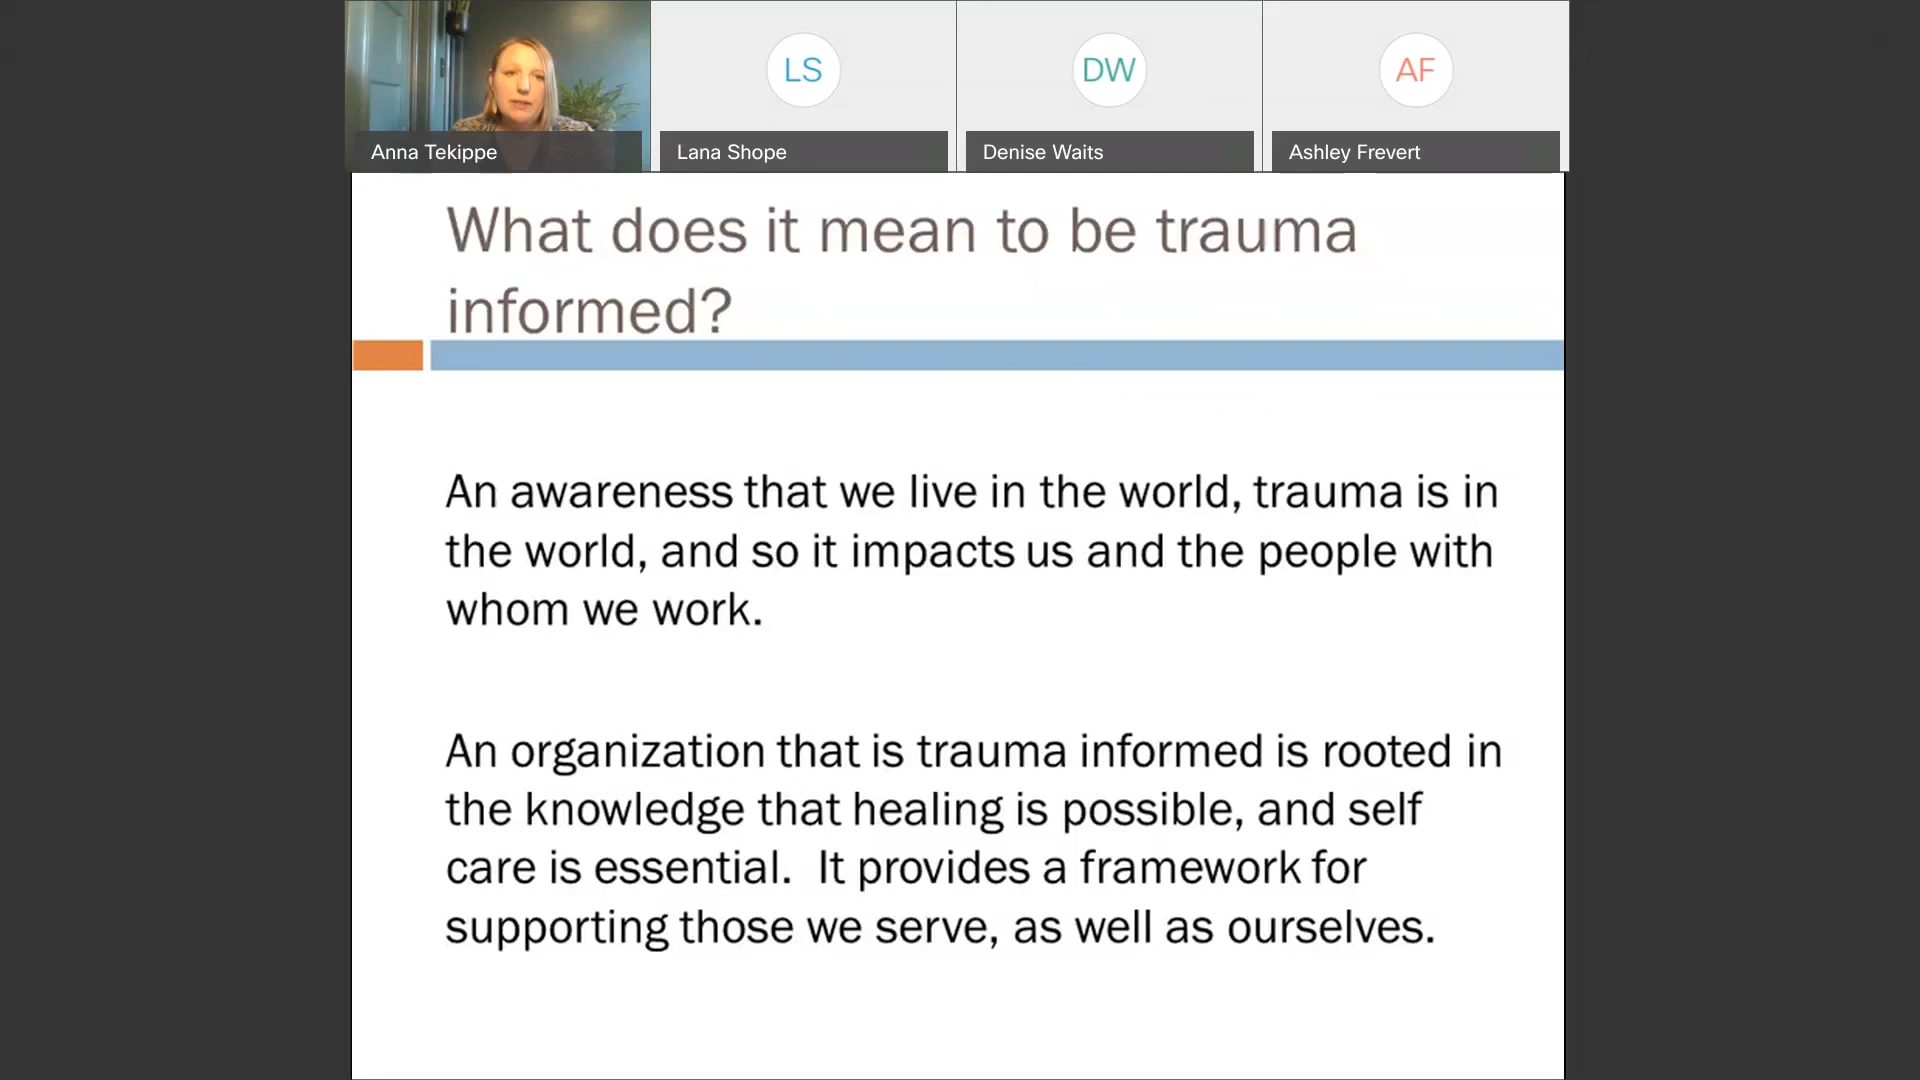 LS
DW
AF
Anna Tekippe
Lana Shope
Denise Waits
Ashley Frevert
What does it mean to be trauma
informed?
An awareness that we live in the world, trauma is in
the world, and so it impacts us and the people with
whom we work.
An organization that is trauma informed is rooted in
the knowledge that healing is possible, and self
care is essential.  It provides a framework for
supporting those we serve, as well as ourselves.